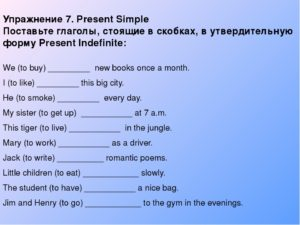 Упражнение 7. Present Simple
Поставьте глаголы, стоящие в скобках, в утвердительную
форму Present Indefinite:
We (to buy) _________ new books once a month.
I (to like) _________ this big city.
He (to smoke) _________ every day.
My sister (to get up) ___________ at 7 a.m.
This tiger (to live) ___________ in the jungle.
Mary (to work) ___________ as a driver.
Jack (to write) ___________ romantic poems.
Little children (to eat) ____________ slowly.
The student (to have) ____________ a nice bag.
Jim and Henry (to go) ____________ to the gym in the evenings.